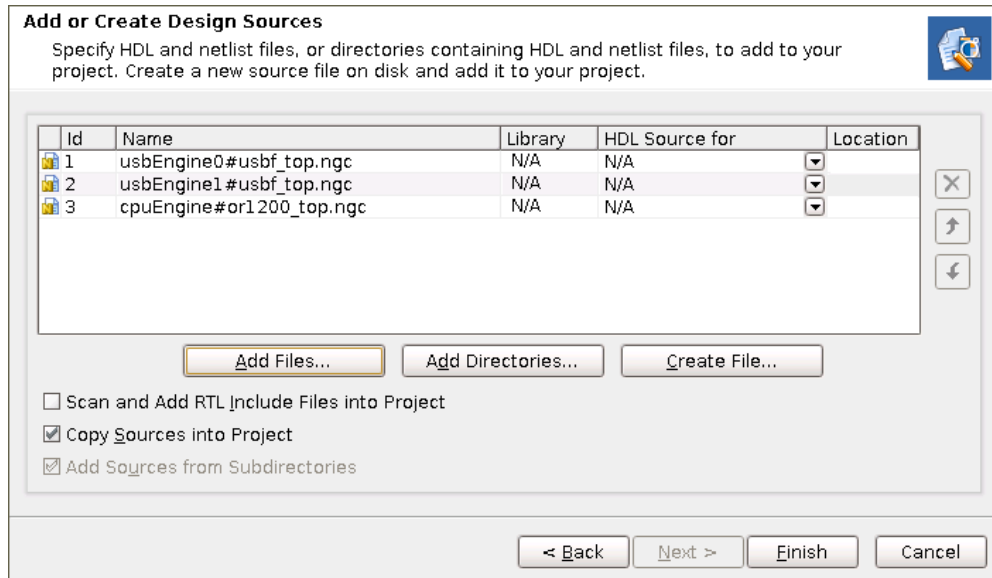 Add or Create Design Sources
Specify HDL and netlist files, or directories containing HDL and netlist files, to add to your
project. Create a new source file on disk and add it to your project.
Id Name Library HDL Source for Location
1 usbEngine0#usbf_top.ngc N/A N/A
2 usbEngine1#usbf_top.ngc N/A N/A
3 cpuEngine#or1200_top.ngc N/A N/A
Add Files... Add Directories... Create File...
Scan and Add RTL Include Files into Project
Copy Sources into Project
Add Sources from Subdirectories
< Back Next > Finish Cancel